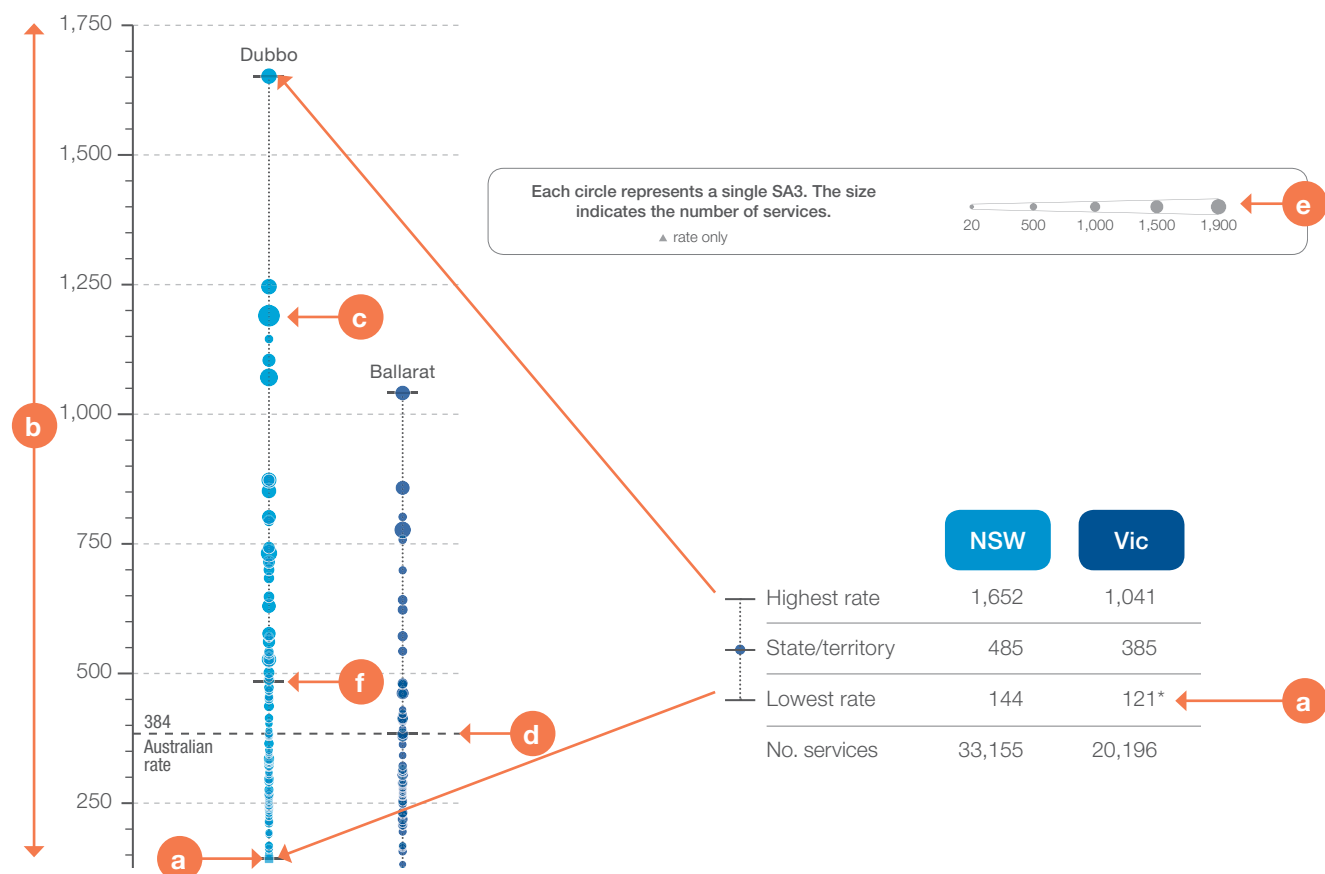 1,750
Dubbo
1,500
Each circle represents a single SA3. The size
indicates the number of services.
▲ rate only
20 500 1,000 1,500 1,900
e
1,250
c
Ballarat
b
1,000
750
500
f
384
Australian
rate
d
250
a
NSW Vic
Highest rate 1,652 1,041
State/territory 485 385
Lowest rate 144 121*
a
No. services 33,155 20,196